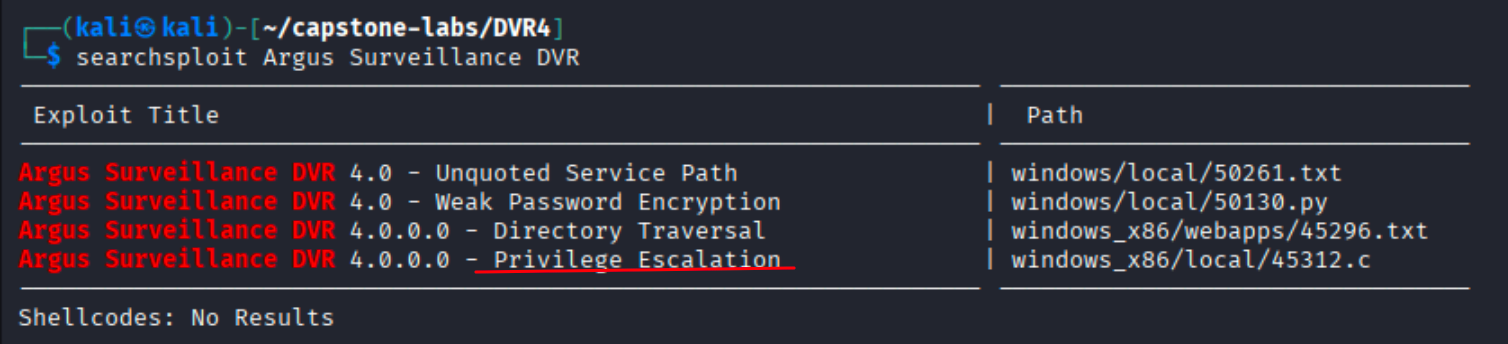 (kali㉿kali)-[~/capstone-labs/DVR4]
$ searchsploit Argus Surveillance DVR
Exploit Title | Path
Argus Surveillance DVR 4.0 - Unquoted Service Path | windows/local/50261.txt
Argus Surveillance DVR 4.0 - Weak Password Encryption | windows/local/50130.py
Argus Surveillance DVR 4.0.0.0 - Directory Traversal | windows_x86/webapps/45296.txt
Argus Surveillance DVR 4.0.0.0 - Privilege Escalation | windows_x86/local/45312.c
Shellcodes: No Results